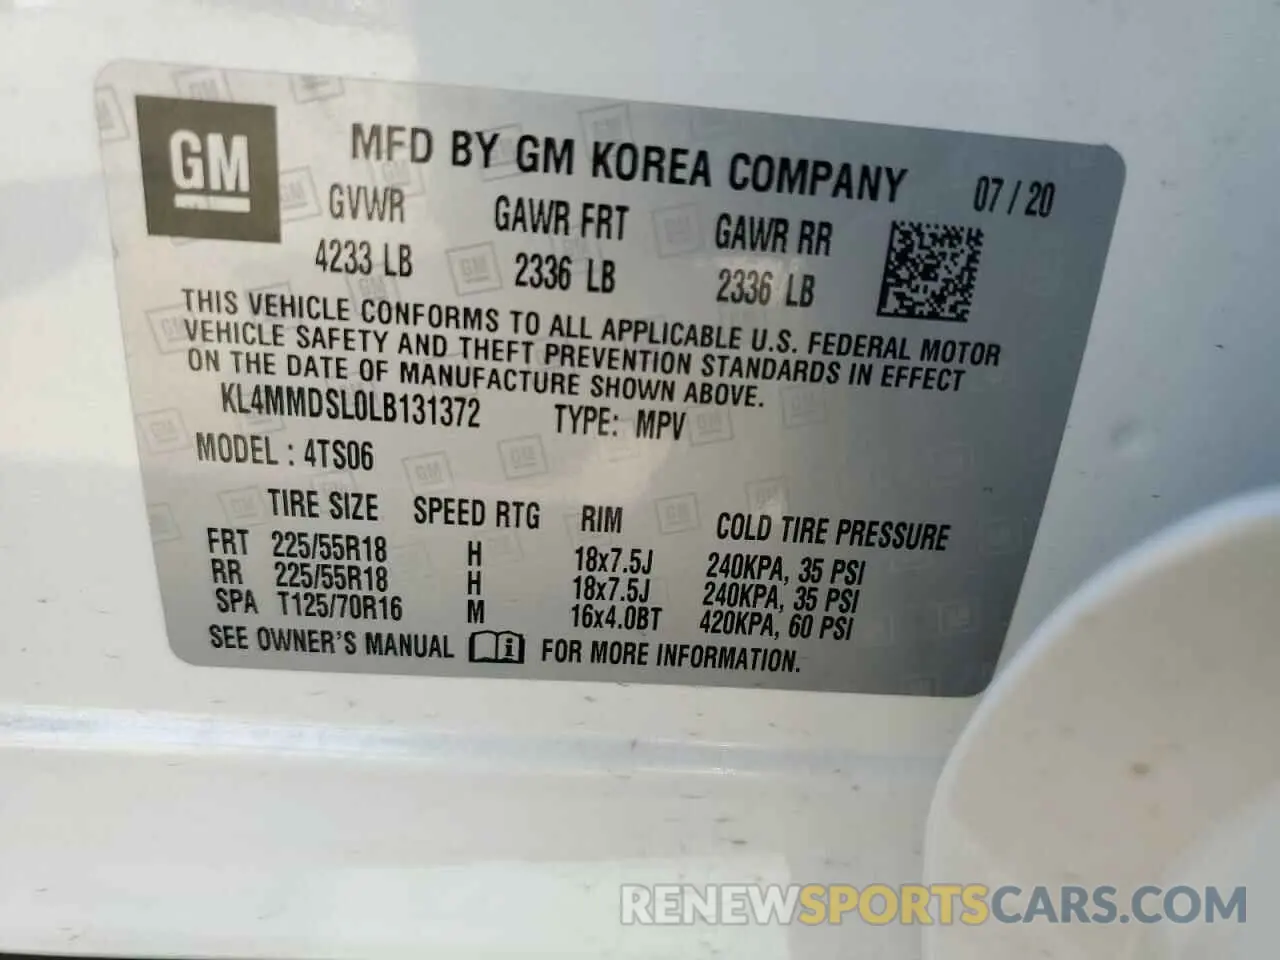 GM
MFD BY GM KOREA COMPANY 07 / 20
GVWR GAWR FRT GAWR RR
4233 LB 2336 LB 2336 LB
THIS VEHICLE CONFORMS TO ALL APPLICABLE U.S. FEDERAL MOTOR
VEHICLE SAFETY AND THEFT PREVENTION STANDARDS IN EFFECT
ON THE DATE OF MANUFACTURE SHOWN ABOVE.
KL4MMDSL0LB131372 TYPE: MPV
MODEL : 4TS06
TIRE SIZE SPEED RTG RIM COLD TIRE PRESSURE
FRT 225/55R18 H 18x7.5J 240KPA, 35 PSI
RR 225/55R18 H 18x7.5J 240KPA, 35 PSI
SPA T125/70R16 M 16x4.0BT 420KPA, 60 PSI
SEE OWNER'S MANUAL i FOR MORE INFORMATION.
RENEWSPORTSCARS.COM